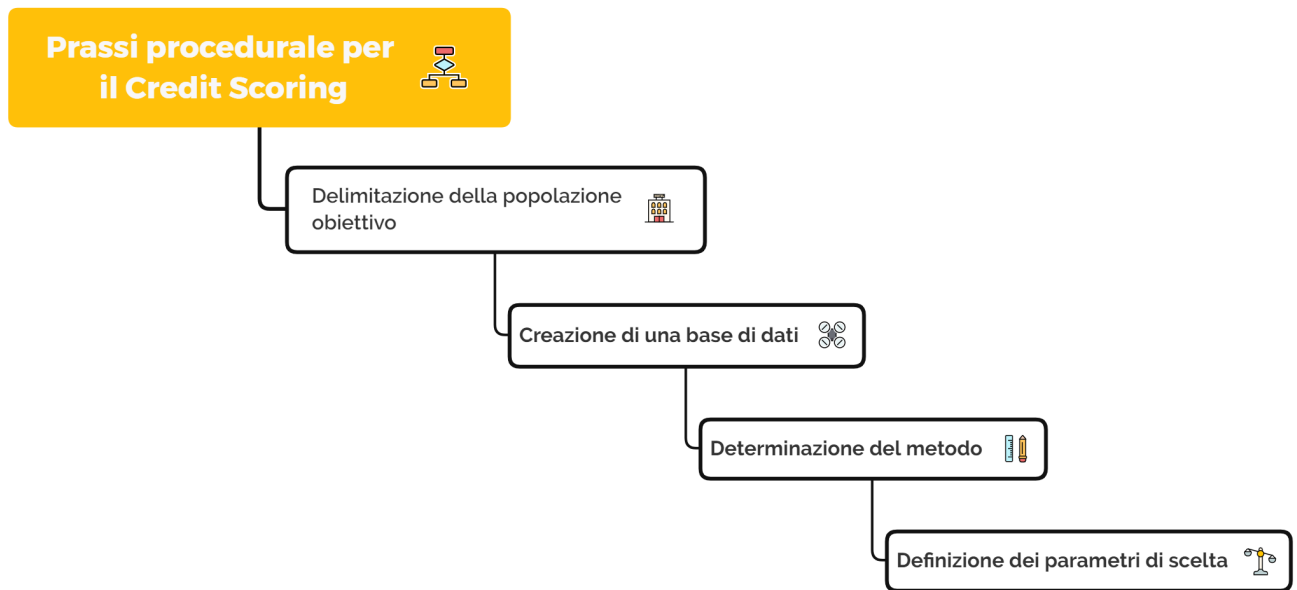 Prassi procedurale per
il Credit Scoring
Delimitazione della popolazione
obiettivo
Creazione di una base di dati
Determinazione del metodo
Definizione dei parametri di scelta